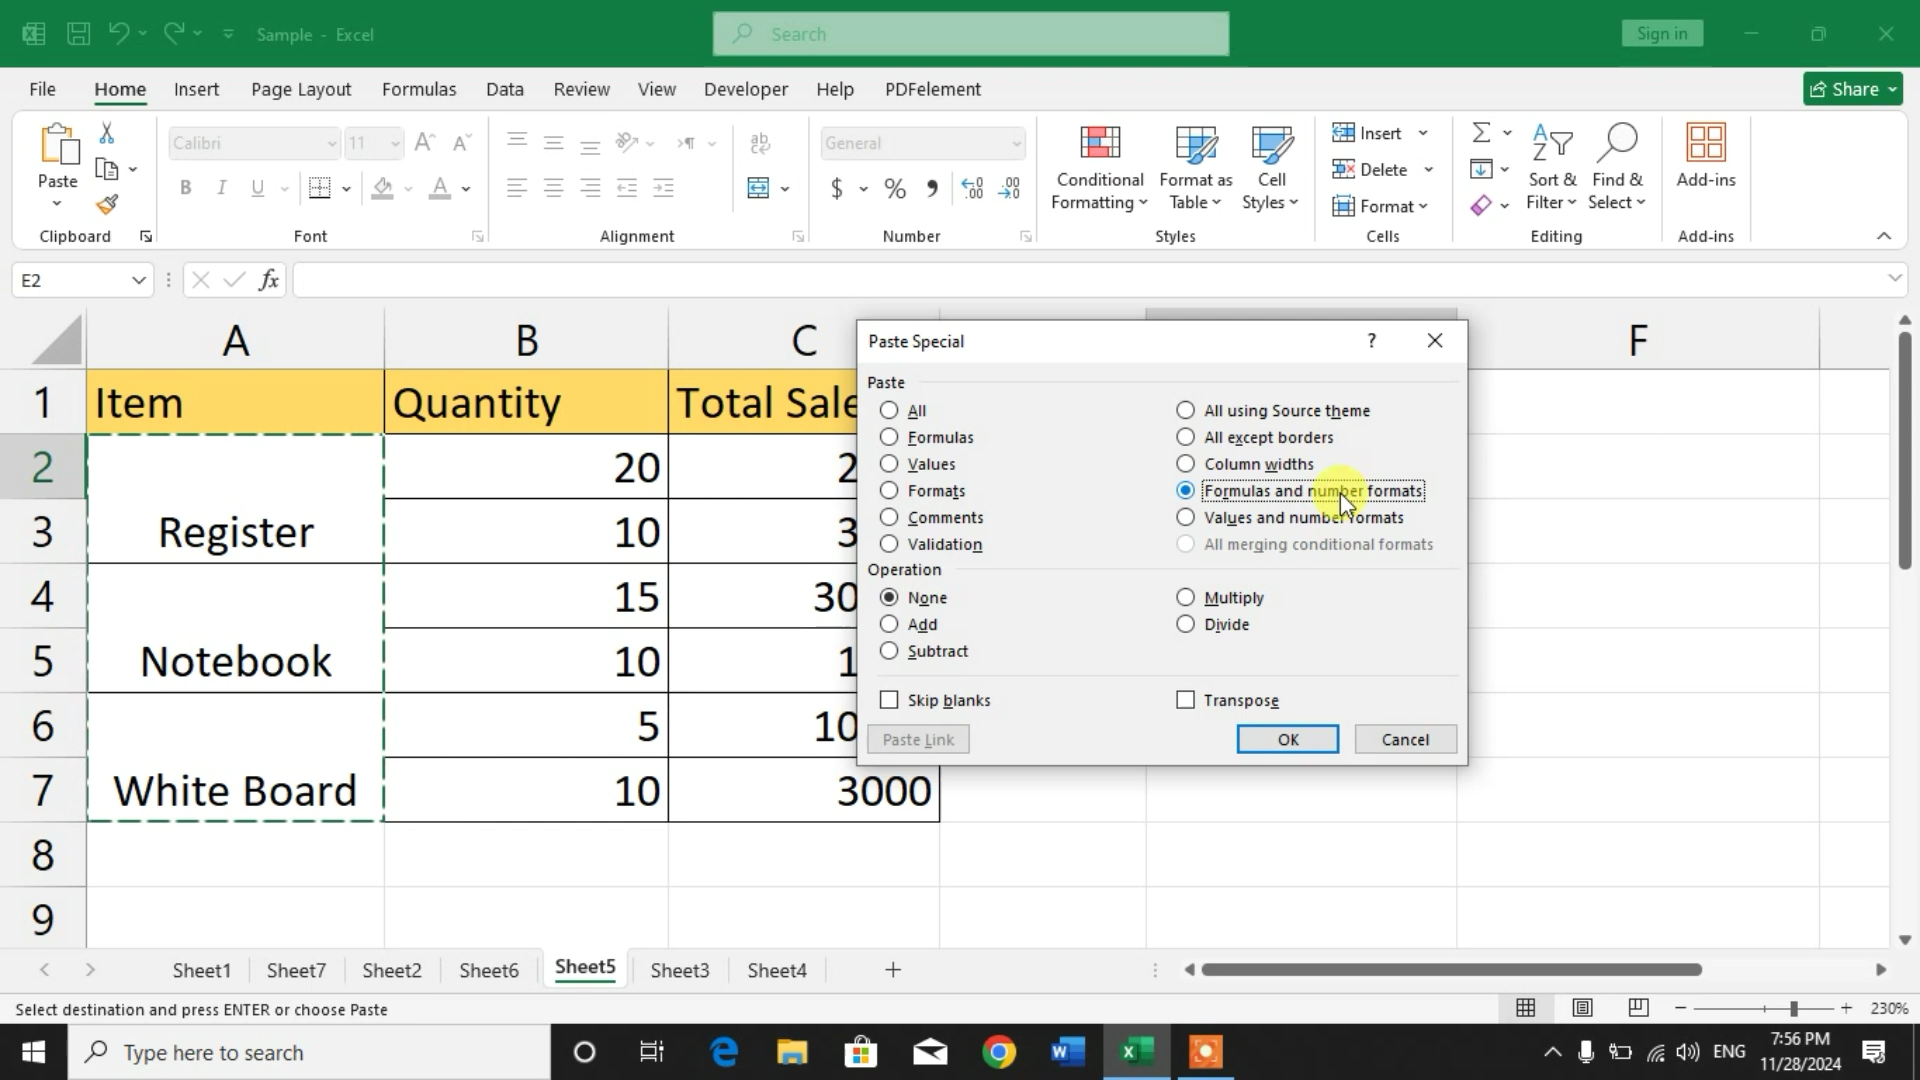 Sample - Excel
Search
Sign in
File Home Insert Page Layout Formulas Data Review View Developer Help PDFelement
Share
Paste
Calibri 11
B I U
ab
General
$ % 9
Conditional Formatting
Format as Table
Cell Styles
Insert
Delete
Format
Sort & Filter
Find & Select
Add-ins
Clipboard Font Alignment Number Styles Cells Editing Add-ins
E2
fx
A B C F
1 Item Quantity Total Sale
2 20 2
3 Register 10 3
4 15 30
5 Notebook 10 1
6 5 10
7 White Board 10 3000
8
9
Paste Special ?
Paste
All All using Source theme
Formulas All except borders
Values Column widths
Formats Formulas and number formats
Comments Values and number formats
Validation All merging conditional formats
Operation
None Multiply
Add Divide
Subtract
Skip blanks Transpose
Paste Link OK Cancel
Sheet1 Sheet7 Sheet2 Sheet6 Sheet5 Sheet3 Sheet4
Select destination and press ENTER or choose Paste
230%
Type here to search
ENG
7:56 PM
11/28/2024